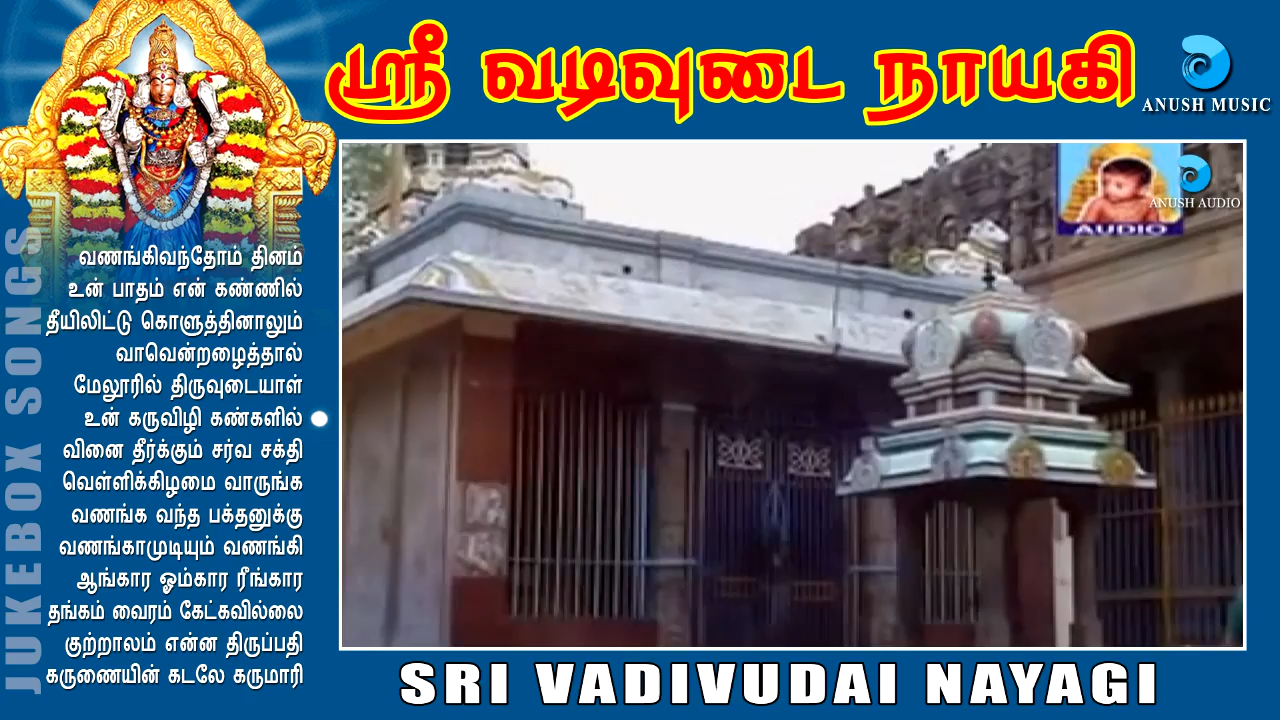 ஸ்ரீ வடிவுடை நாயகி
ANUSH MUSIC
AUDIO
ANUSH AUDIO
JUKEBOX SONGS
வணங்கிவந்தோம் தினம்
உன் பாதம் என் கண்ணில்
தீயிலிட்டு கொளுத்தினாலும்
வாவென்றழைத்தால்
மேலூரில் திருவுடையாள்
உன் கருவிழி கண்களில்
வினை தீர்க்கும் சர்வ சக்தி
வெள்ளிக்கிழமை வாருங்க
வணங்க வந்த பக்தனுக்கு
வணங்காமுடியும் வணங்கி
ஆங்கார ஓம்கார ரீங்கார
தங்கம் வைரம் கேட்கவில்லை
குற்றாலம் என்ன திருப்பதி
கருணையின் கடலே கருமாரி
SRI VADIVUDAI NAYAGI